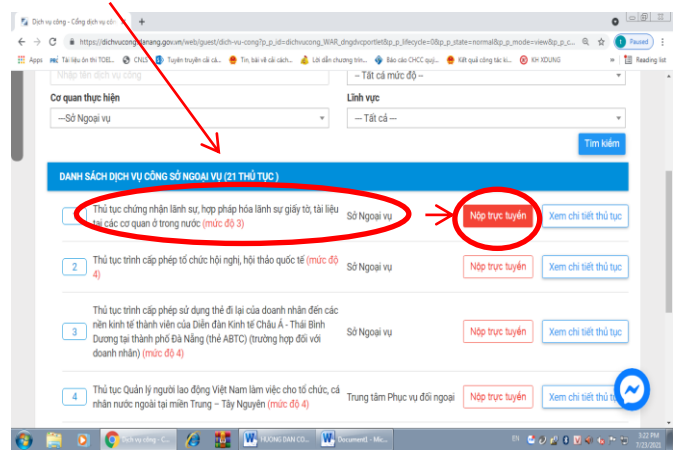 Dịch vụ công - Cổng dịch vụ côn
https://dichvucong.danang.gov.vn/web/guest/dich-vu-cong?p_p_id=dichvucong_WAR_dngdvcportlet&p_p_lifecycle=0&p_p_state=normal&p_p_mode=view&p_p_c... Paused
Apps Tài liệu ôn thi TOEI... CNLS Tuyên truyền cải cá... Tin, bài về cải cách... Lời dẫn chương trìn... Báo cáo CHCC quý... Kết quả công tác ki... KH XDUNG » Reading list
Nhập tên dịch vụ công -- Tất cả mức độ --
Cơ quan thực hiện Lĩnh vực
---Sở Ngoại vụ --- Tất cả ---
Tìm kiếm
DANH SÁCH DỊCH VỤ CÔNG SỞ NGOẠI VỤ (21 THỦ TỤC )
Thủ tục chứng nhận lãnh sự, hợp pháp hóa lãnh sự giấy tờ, tài liệu
tại các cơ quan ở trong nước (mức độ 3)
Sở Ngoại vụ Nộp trực tuyến Xem chi tiết thủ tục
2 Thủ tục trình cấp phép tổ chức hội nghị, hội thảo quốc tế (mức độ
4)
Sở Ngoại vụ Nộp trực tuyến Xem chi tiết thủ tục
3 Thủ tục trình cấp phép sử dụng thẻ đi lại của doanh nhân đến các
nền kinh tế thành viên của Diễn đàn Kinh tế Châu Á - Thái Bình
Dương tại thành phố Đà Nẵng (thẻ ABTC) (trường hợp đối với
doanh nhân) (mức độ 4)
Sở Ngoại vụ Nộp trực tuyến Xem chi tiết thủ tục
4 Thủ tục Quản lý người lao động Việt Nam làm việc cho tổ chức, cá
nhân nước ngoài tại miền Trung – Tây Nguyên (mức độ 4)
Trung tâm Phục vụ đối ngoại Nộp trực tuyến Xem chi tiết thủ
Dịch vụ công - C... HUONG DAN CO... Document1 - Mic... EN 3:22 PM
7/23/2021